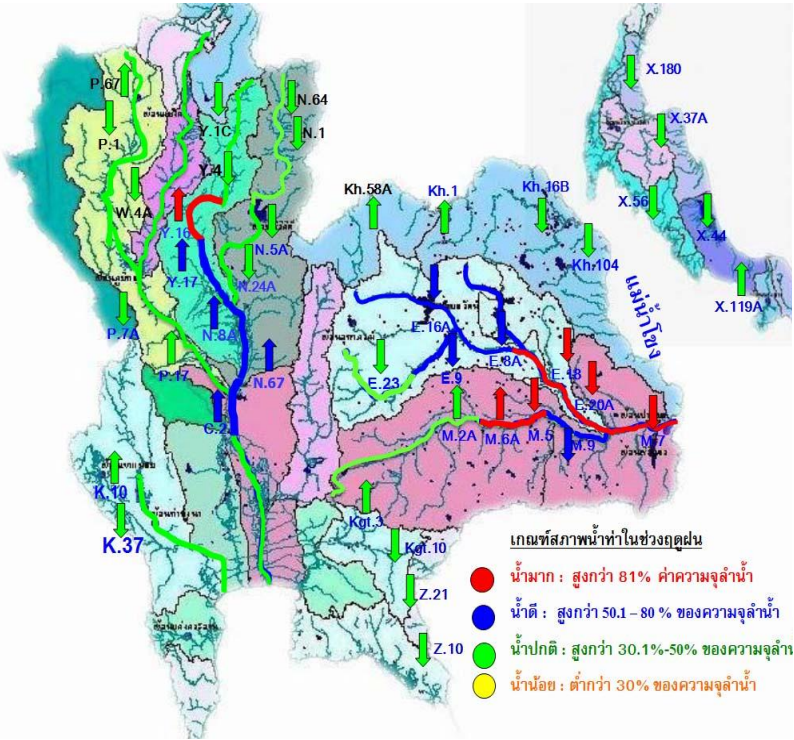 P.67
P.1
W.4A
Y.1C
Y.4
N.64
N.1
Y.16
Y.17
N.5A
N.24A
N.8A
N.67
P.7A
P.17
C.2
K.10
K.37
Kh.58A
Kh.1
Kh.16B
Kh.104
แม่น้ำโขง
E.16A
E.8A
E.23
E.9
E.18
E.20A
M.2A
M.6A
M.5
M.9
M.7
Kgt.3
Kgt.10
Z.21
Z.10
X.180
X.37A
X.56
X.44
X.119A
เกณฑ์สภาพน้ำท่าในช่วงฤดูฝน
น้ำมาก : สูงกว่า 81% ค่าความจุลำน้ำ
น้ำดี : สูงกว่า 50.1 – 80 % ของความจุลำน้ำ
น้ำปกติ : สูงกว่า 30.1%-50% ของความจุลำน
น้ำน้อย : ต่ำกว่า 30% ของความจุลำน้ำ